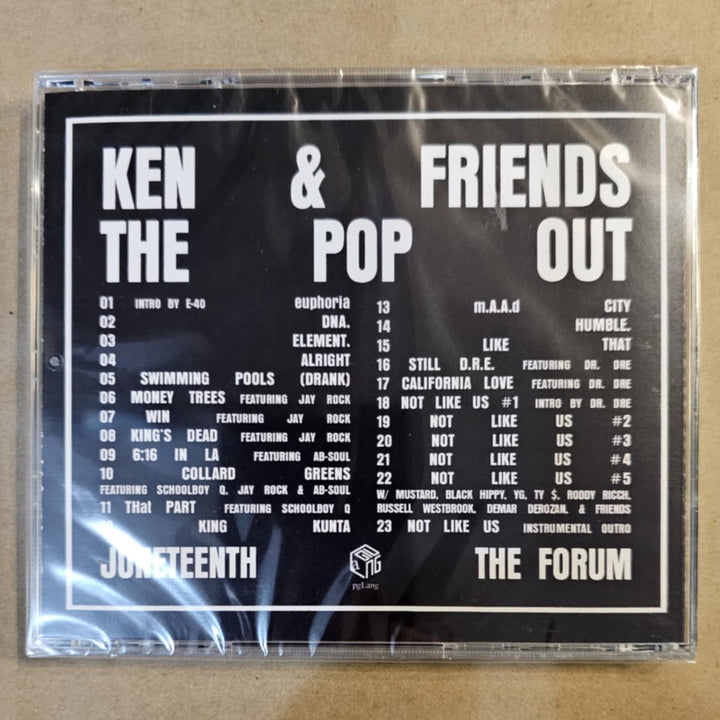 KEN & FRIENDS
THE POP OUT
01 INTRO BY E-40 euphoria
02 DNA.
03 ELEMENT.
04 ALRIGHT
05 SWIMMING POOLS (DRANK)
06 MONEY TREES FEATURING JAY ROCK
07 WIN FEATURING JAY ROCK
08 KING'S DEAD FEATURING JAY ROCK
09 6:16 IN LA FEATURING AB-SOUL
10 COLLARD GREENS
FEATURING SCHOOLBOY Q, JAY ROCK & AB-SOUL
11 THat PART FEATURING SCHOOLBOY Q
12 KING KUNTA
13 m.A.A.d CITY
14 HUMBLE.
15 LIKE THAT
16 STILL D.R.E. FEATURING DR. DRE
17 CALIFORNIA LOVE FEATURING DR. DRE
18 NOT LIKE US #1 INTRO BY DR. DRE
19 NOT LIKE US #2
20 NOT LIKE US #3
21 NOT LIKE US #4
22 NOT LIKE US #5
W/ MUSTARD, BLACK HIPPY, YG, TY $, RODDY RICCH,
RUSSELL WESTBROOK, DEMAR DEROZAN, & FRIENDS
23 NOT LIKE US INSTRUMENTAL OUTRO
JUNETEENTH
pgLang
THE FORUM